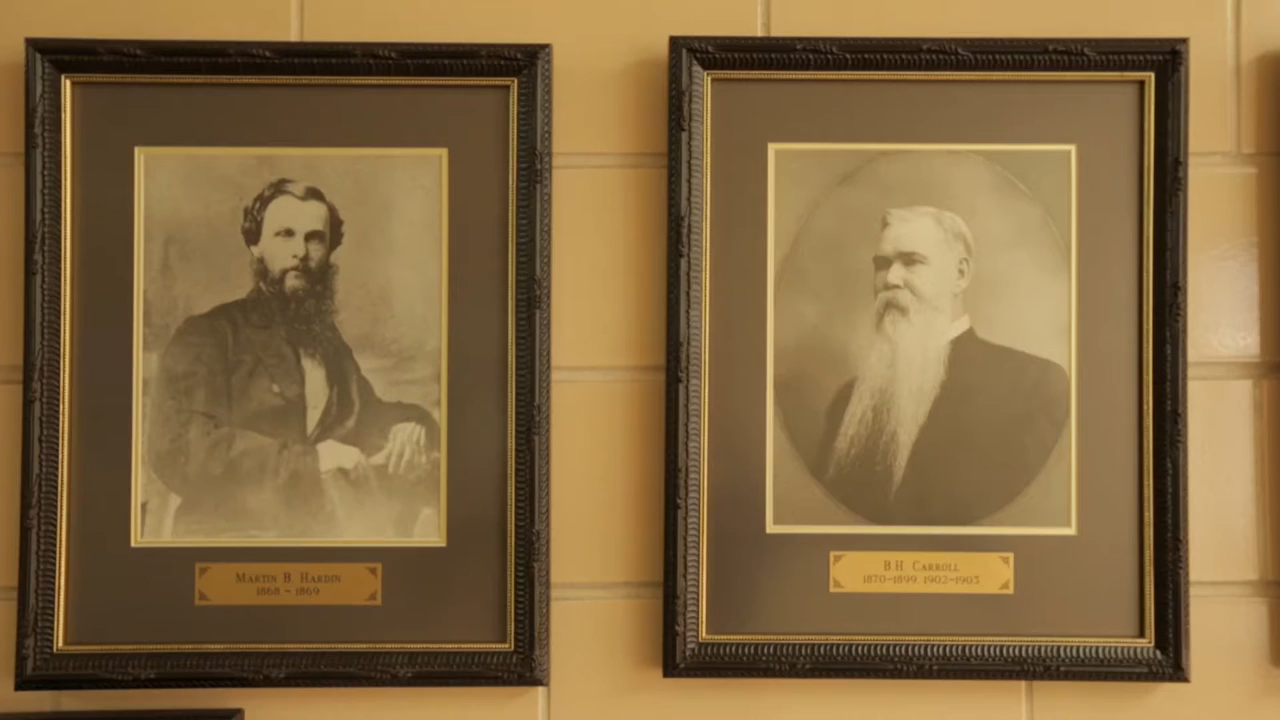 Martin B. Hardin
1868 - 1869
B.H. Carroll
1870-1899, 1902-1903